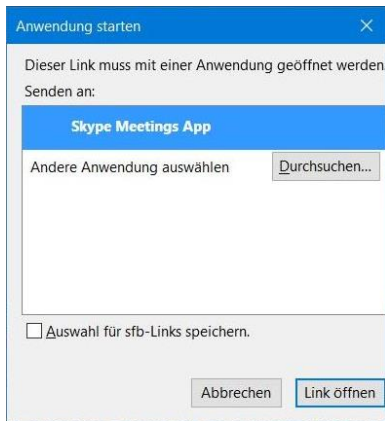 Anwendung starten
Dieser Link muss mit einer Anwendung geöffnet werden.
Senden an:
Skype Meetings App
Andere Anwendung auswählen Durchsuchen...
Auswahl für sfb-Links speichern.
Abbrechen Link öffnen